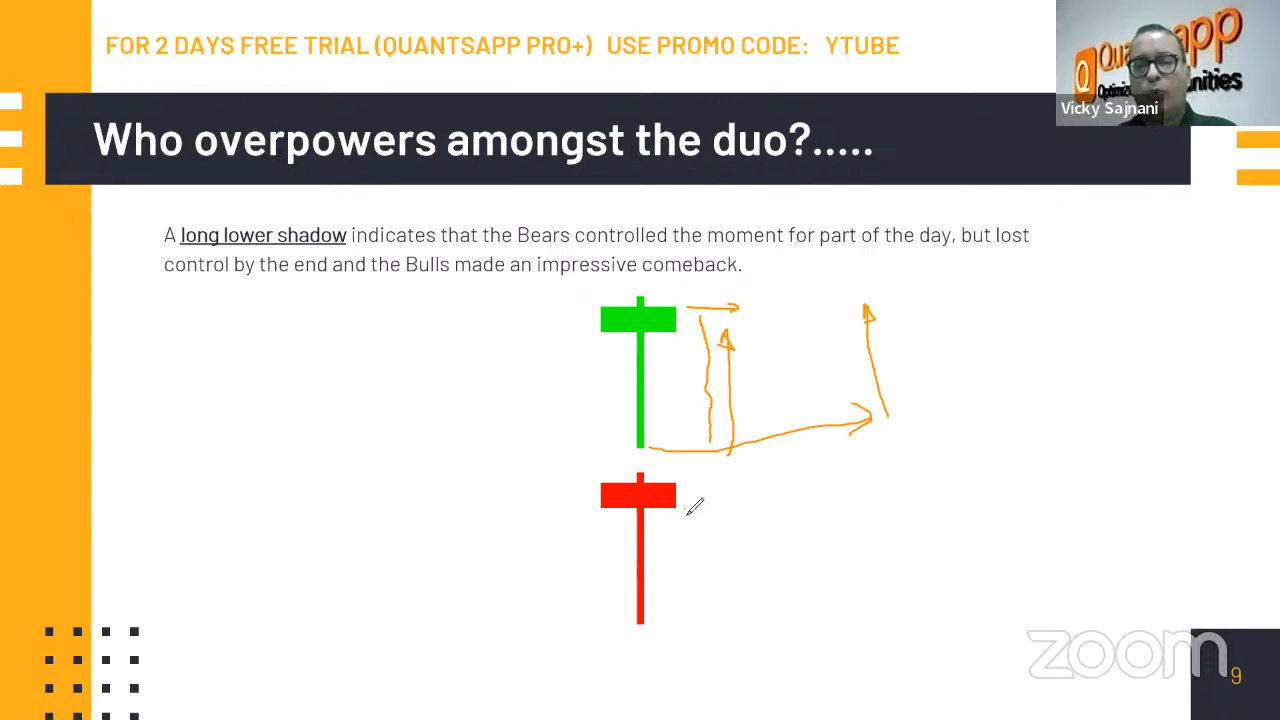 FOR 2 DAYS FREE TRIAL (QUANTSAPP PRO+) USE PROMO CODE: YTUBE
Vicky Sajnani
Who overpowers amongst the duo?.....
A long lower shadow indicates that the Bears controlled the moment for part of the day, but lost
control by the end and the Bulls made an impressive comeback.
zoom
9